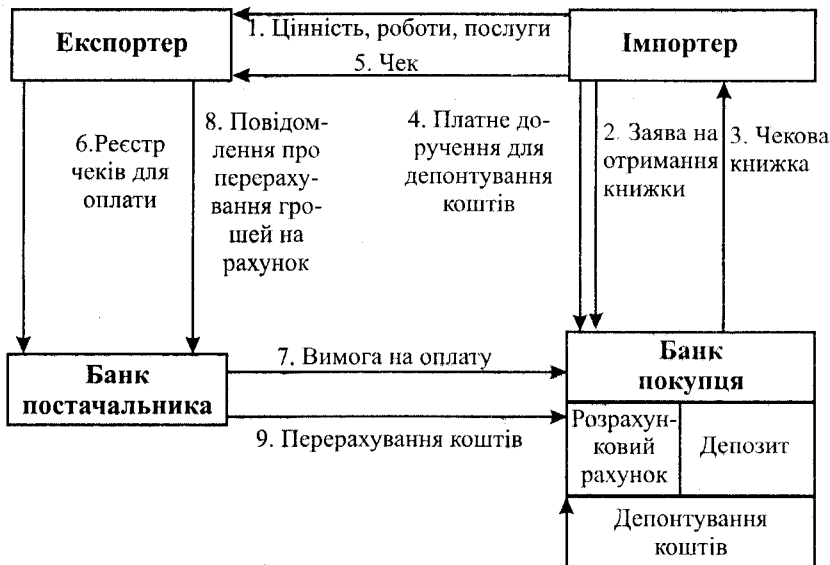 Експортер
1. Цінність, роботи, послуги
5. Чек
Імпортер
6.Реєстр
чеків для
оплати
8. Повідом-
лення про
перераху-
вання гро-
шей на
рахунок
4. Платне до-
ручення для
депонтування
коштів
2. Заява на
отримання
книжки
3. Чекова
книжка
Банк
постачальника
7. Вимога на оплату
9. Перерахування коштів
Банк
покупця
Розрахун-
ковий
рахунок
Депозит
Депонтування
коштів